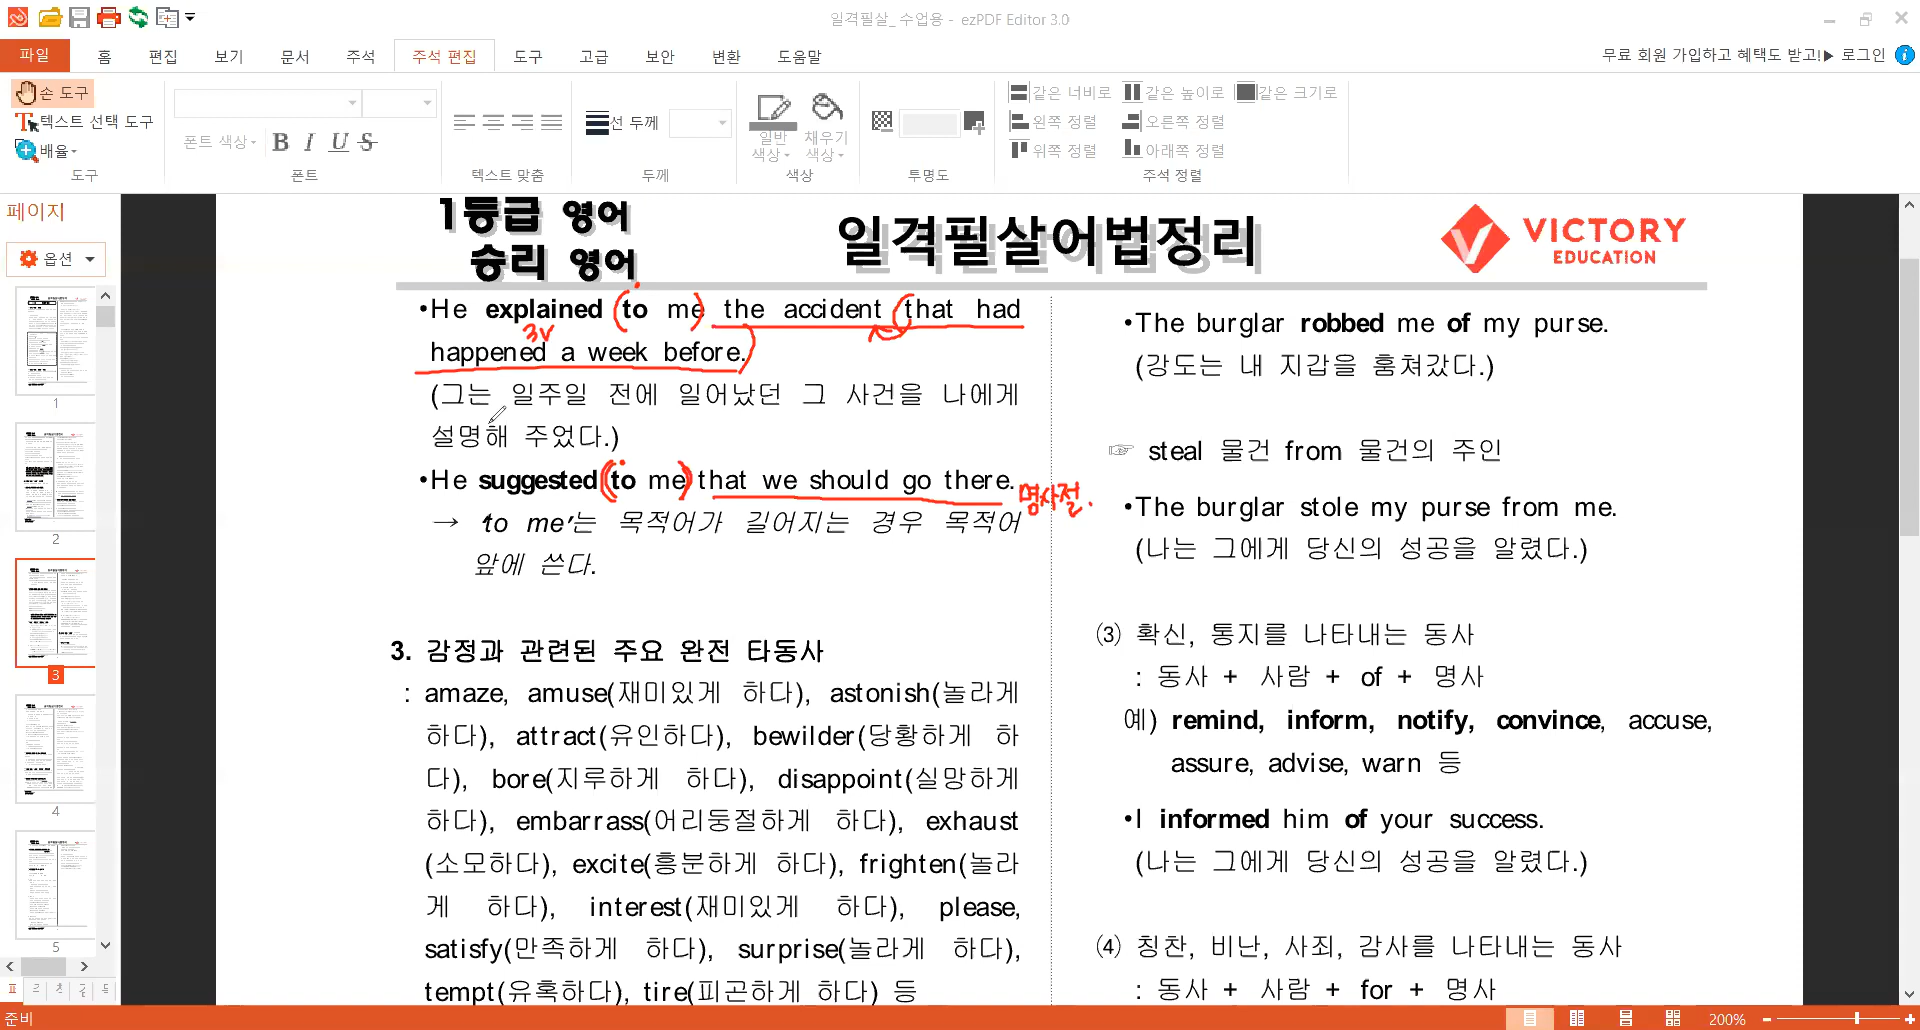 일격필살_ 수업용 - ezPDF Editor 3.0
파일 홈 편집 보기 문서 주석 주석 편집 도구 고급 보안 변환 도움말
무료 회원 가입하고 혜택도 받고!▶ 로그인
손 도구
텍스트 선택 도구
배율
도구
폰트 색상 B I U S
폰트
텍스트 맞춤
선 두께
두께
일반 색상
채우기 색상
색상
투명도
같은 너비로 같은 높이로 같은 크기로
왼쪽 정렬 오른쪽 정렬
위쪽 정렬 아래쪽 정렬
주석 정렬
페이지
옵션
1
2
3
4
5
1등급 영어
승리 영어
일격필살어법정리
VICTORY
EDUCATION
•He explained (to me) the accident (that had
3V
happened a week before.)
(그는 일주일 전에 일어났던 그 사건을 나에게
설명해 주었다.)
•He suggested (to me) that we should go there.
명사절.
→ 'to me'는 목적어가 길어지는 경우 목적어
앞에 쓴다.
3. 감정과 관련된 주요 완전 타동사
: amaze, amuse(재미있게 하다), astonish(놀라게
하다), attract(유인하다), bewilder(당황하게 하
다), bore(지루하게 하다), disappoint(실망하게
하다), embarrass(어리둥절하게 하다), exhaust
(소모하다), excite(흥분하게 하다), frighten(놀라
게 하다), interest(재미있게 하다), please,
satisfy(만족하게 하다), surprise(놀라게 하다),
tempt(유혹하다), tire(피곤하게 하다) 등
•The burglar robbed me of my purse.
(강도는 내 지갑을 훔쳐갔다.)
☞ steal 물건 from 물건의 주인
•The burglar stole my purse from me.
(나는 그에게 당신의 성공을 알렸다.)
(3) 확신, 통지를 나타내는 동사
: 동사 + 사람 + of + 명사
예) remind, inform, notify, convince, accuse,
assure, advise, warn 등
•I informed him of your success.
(나는 그에게 당신의 성공을 알렸다.)
(4) 칭찬, 비난, 사죄, 감사를 나타내는 동사
: 동사 + 사람 + for + 명사
준비
200%